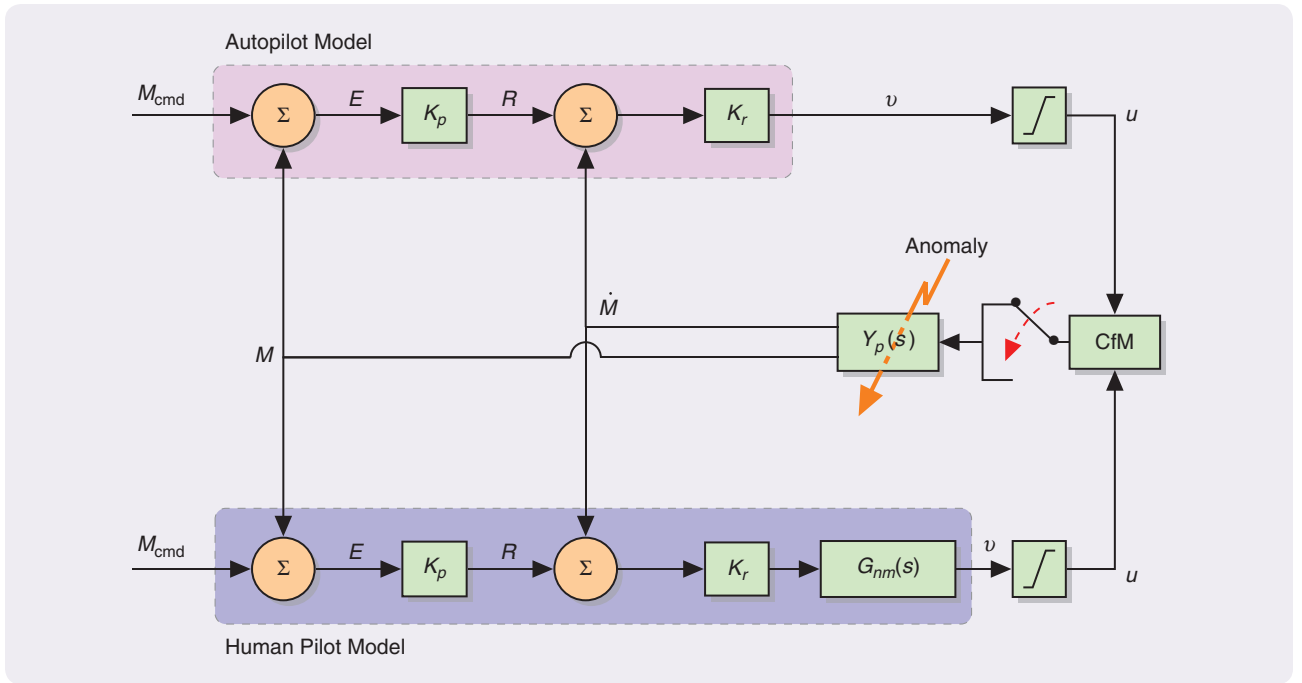 Autopilot Model
M_cmd
Σ
E
K_p
R
Σ
K_r
υ
u
Anomaly
Ṁ
M
Y_p(s)
CfM
M_cmd
Σ
E
K_p
R
Σ
K_r
G_nm(s)
υ
u
Human Pilot Model